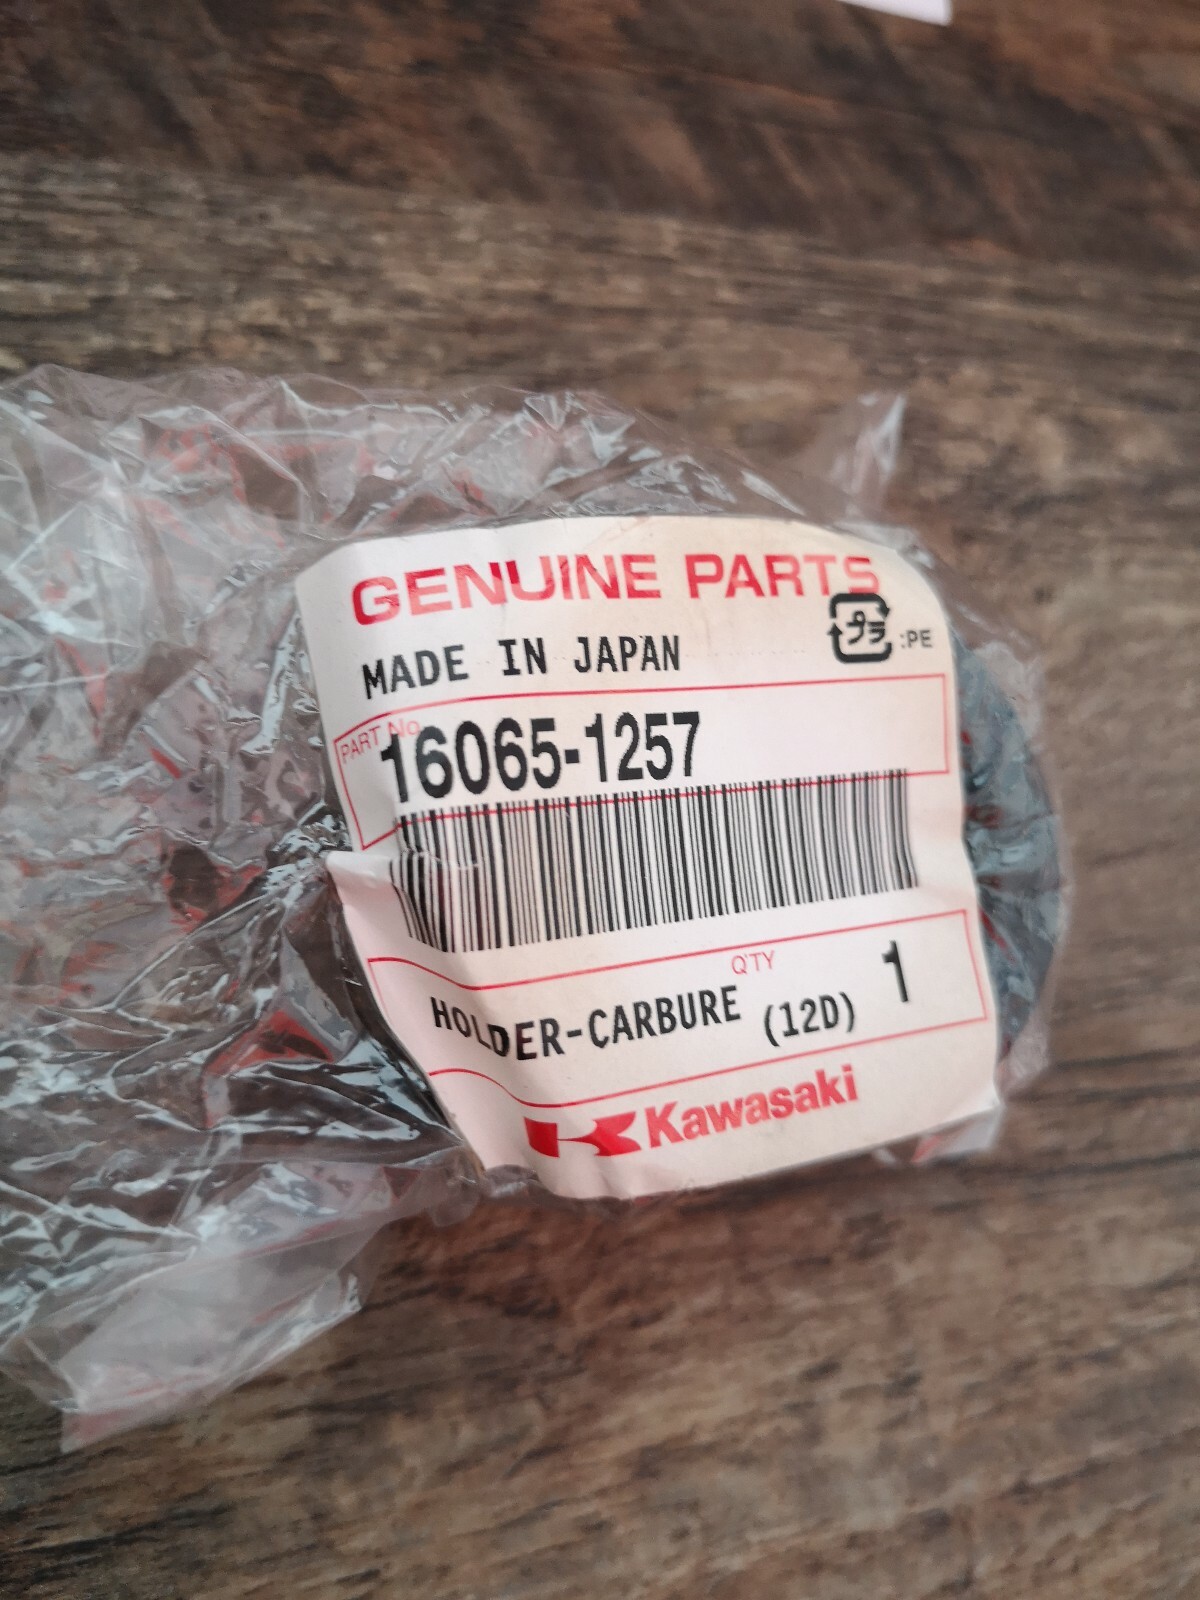 GENUINE PARTS
MADE IN JAPAN
プラ :PE
PART No.
16065-1257
Q'TY
HOLDER-CARBURE (12D) 1
Kawasaki